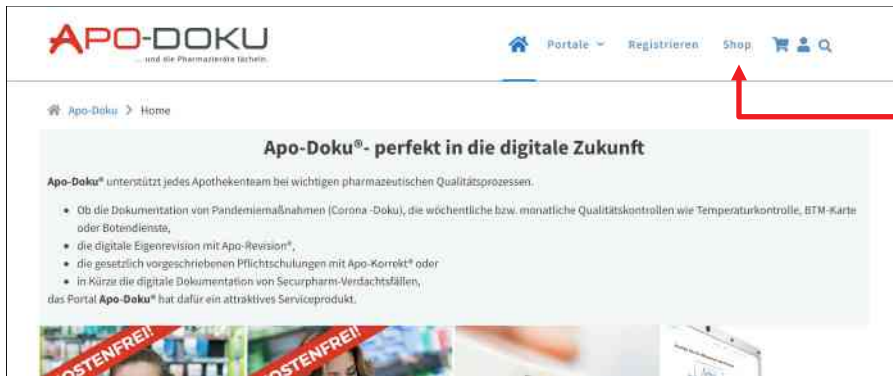 APO-DOKU
... und die Pharmazieräte lächeln.
Portale Registrieren Shop
Apo-Doku > Home
Apo-Doku®- perfekt in die digitale Zukunft
Apo-Doku® unterstützt jedes Apothekenteam bei wichtigen pharmazeutischen Qualitätsprozessen.
• Ob die Dokumentation von Pandemiemaßnahmen (Corona -Doku), die wöchentliche bzw. monatliche Qualitätskontrollen wie Temperaturkontrolle, BTM-Karte
oder Botendienste,
• die digitale Eigenrevision mit Apo-Revision®,
• die gesetzlich vorgeschriebenen Pflichtschulungen mit Apo-Korrekt® oder
• in Kürze die digitale Dokumentation von Securpharm-Verdachtsfällen,
das Portal Apo-Doku® hat dafür ein attraktives Serviceprodukt.
OSTENFREI!
OSTENFREI!